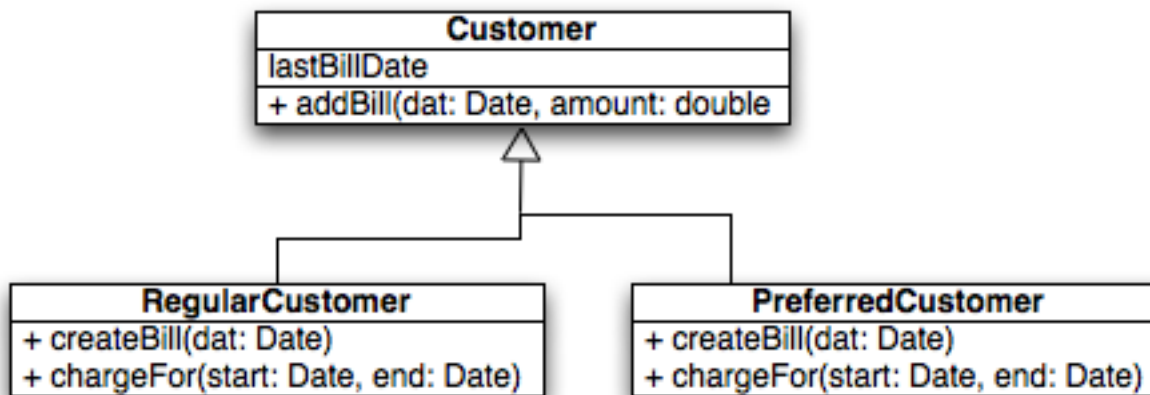 Customer
lastBillDate
+ addBill(dat: Date, amount: double
RegularCustomer
+ createBill(dat: Date)
+ chargeFor(start: Date, end: Date)
PreferredCustomer
+ createBill(dat: Date)
+ chargeFor(start: Date, end: Date)